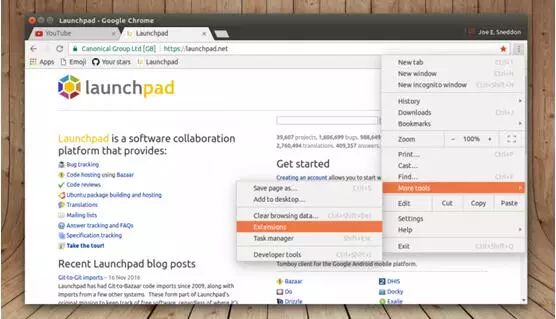 Launchpad - Google Chrome
YouTube
Launchpad
Joe E. Sneddon
Canonical Group Ltd [GB]
https://launchpad.net
Apps
Emoji
Your stars
Launchpad
launchpad
Launchpad is a software collaboration
platform that provides:
Bug tracking
Code hosting using Bazaar
Code reviews
Ubuntu package building and hosting
Translations
Mailing lists
Answer tracking and FAQs
Specification tracking
Take the tour!
Recent Launchpad blog posts
Git-to-Git imports – 16 Nov 2016
Launchpad has had Git-to-Bazaar code imports since 2009, along with
imports from a few other systems. These form part of Launchpad's
original mission to keep track of free software, regardless of where it's
39,607 projects, 1,606,699 bugs,
2,760,494 translations, 409,357 answers,
Get started
Creating an account allows you to
Save page as... Ctrl+S
Add to desktop...
Clear browsing data... Ctrl+Shift+Del
Extensions
Task manager Shift+Esc
Developer tools Ctrl+Shift+I
Tomboy client for the Google Android mobile platform.
Bazaar
DHIS
Do
Docky
Drizzle
Exaile
New tab Ctrl+T
New window Ctrl+N
New incognito window Ctrl+Shift+N
History
Downloads Ctrl+J
Bookmarks
Zoom − 100% +
Print... Ctrl+P
Cast...
Find... Ctrl+F
More tools
Edit Cut Copy Paste
Settings
Help
Exit Ctrl+Shift+Q